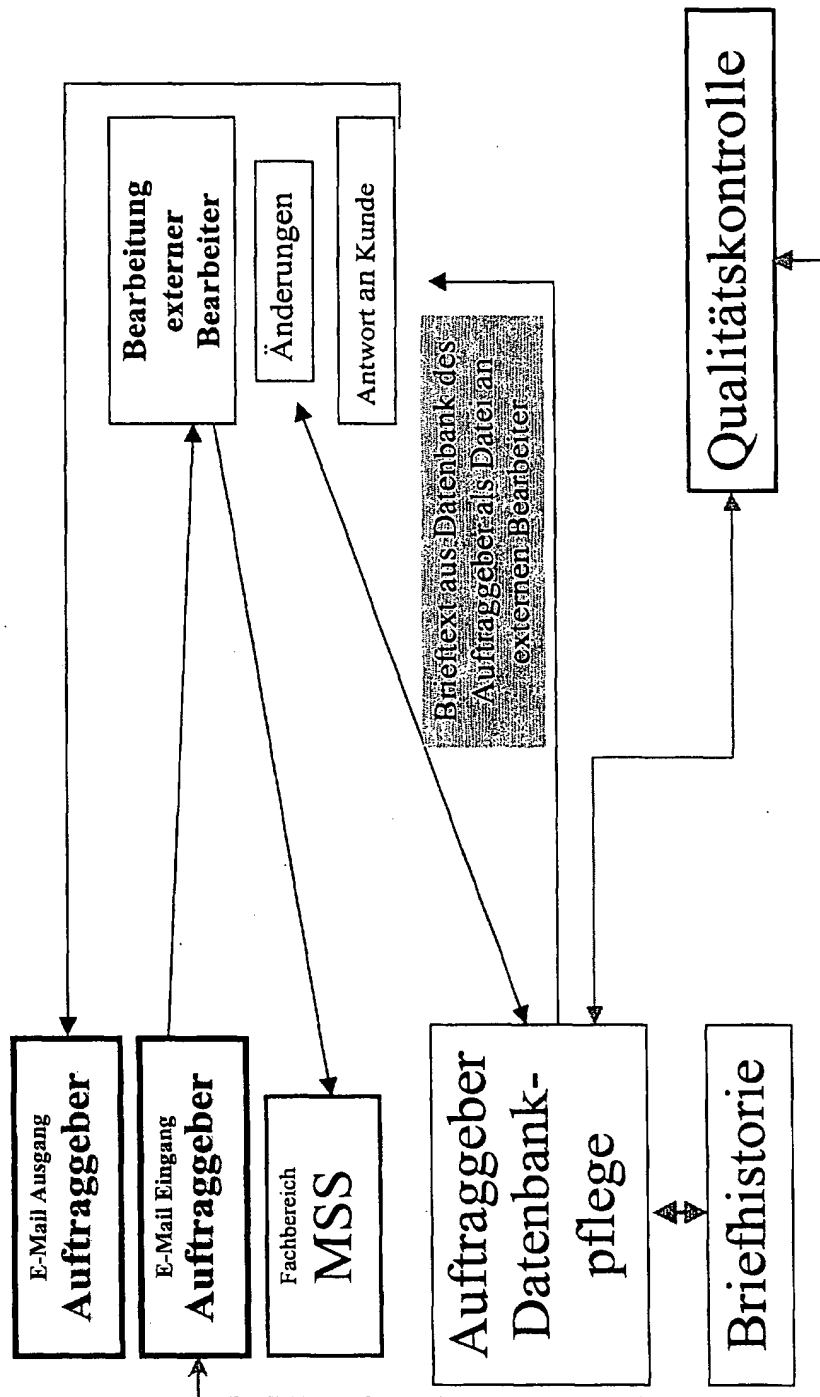 E-Mail Ausgang
Auftraggeber
E-Mail Eingang
Auftraggeber
Fachbereich
MSS
Auftraggeber
Datenbank-
pflege
Briefhistorie
Bearbeitung
externer
Bearbeiter
Änderungen
Antwort an Kunde
Brieftext aus Datenbank des
Auftraggeber als Datei an
externen Bearbeiter
Qualitätskontrolle